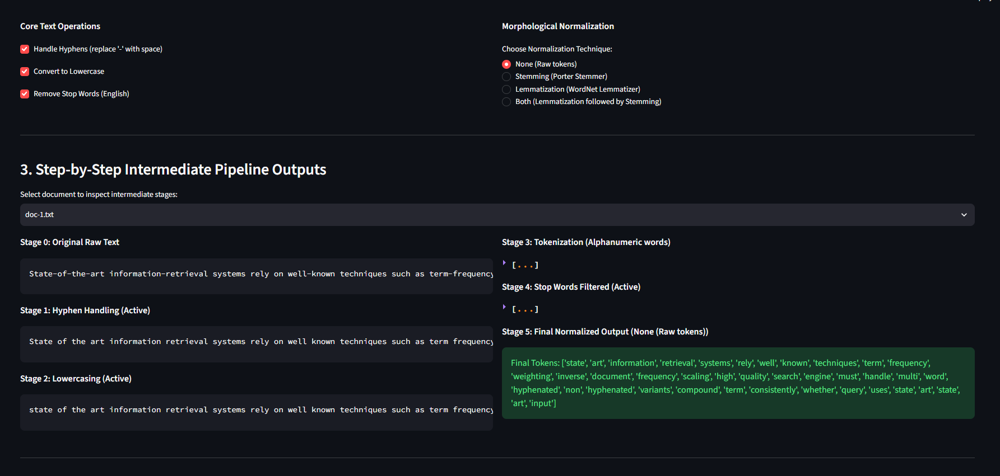 Core Text Operations
Handle Hyphens (replace '-' with space)
Convert to Lowercase
Remove Stop Words (English)
Morphological Normalization
Choose Normalization Technique:
None (Raw tokens)
Stemming (Porter Stemmer)
Lemmatization (WordNet Lemmatizer)
Both (Lemmatization followed by Stemming)
3. Step-by-Step Intermediate Pipeline Outputs
Select document to inspect intermediate stages:
doc-1.txt
Stage 0: Original Raw Text
State-of-the-art information-retrieval systems rely on well-known techniques such as term-frequency
Stage 1: Hyphen Handling (Active)
State of the art information retrieval systems rely on well known techniques such as term frequency
Stage 2: Lowercasing (Active)
state of the art information retrieval systems rely on well known techniques such as term frequency
Stage 3: Tokenization (Alphanumeric words)
[...]
Stage 4: Stop Words Filtered (Active)
[...]
Stage 5: Final Normalized Output (None (Raw tokens))
Final Tokens: ['state', 'art', 'information', 'retrieval', 'systems', 'rely', 'well', 'known', 'techniques', 'term', 'frequency',
'weighting', 'inverse', 'document', 'frequency', 'scaling', 'high', 'quality', 'search', 'engine', 'must', 'handle', 'multi', 'word',
'hyphenated', 'non', 'hyphenated', 'variants', 'compound', 'term', 'consistently', 'whether', 'query', 'uses', 'state', 'art', 'state',
'art', 'input']